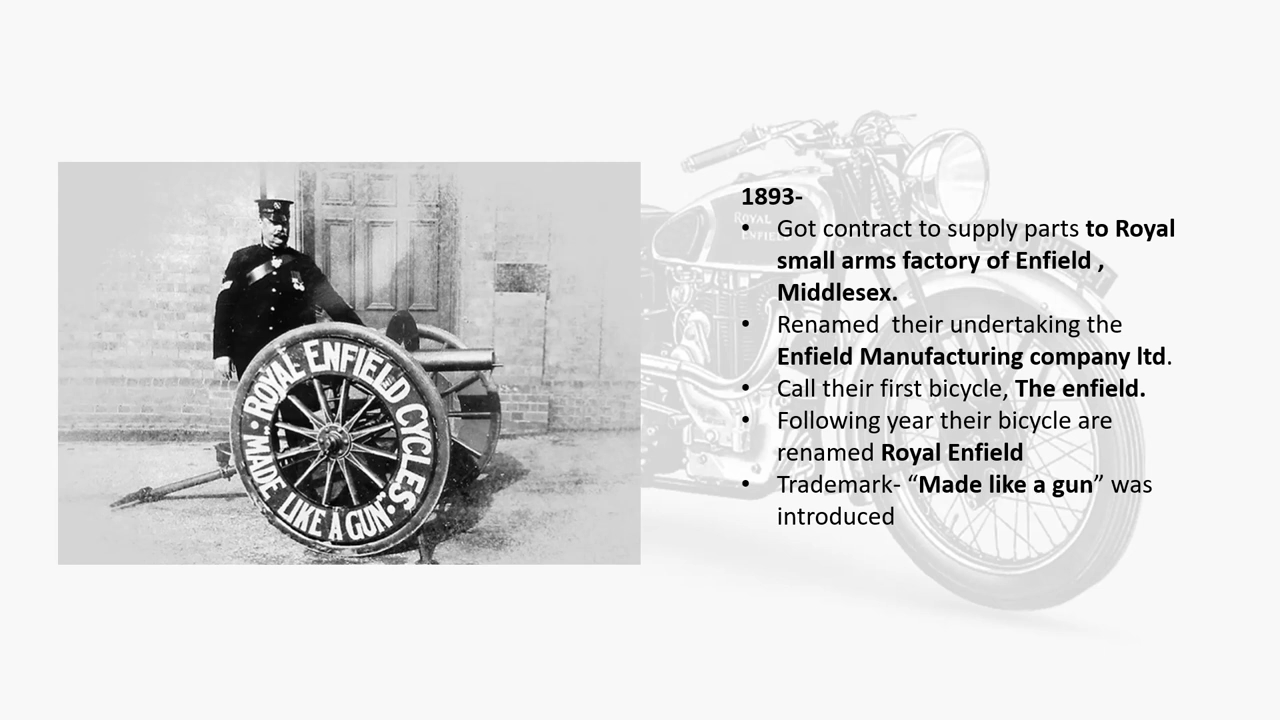 ROYAL ENFIELD CYCLES
· MADE LIKE A GUN ·
ROYAL
ENFIELD
1893-
• Got contract to supply parts to Royal
small arms factory of Enfield ,
Middlesex.
• Renamed  their undertaking the
Enfield Manufacturing company ltd.
• Call their first bicycle, The enfield.
• Following year their bicycle are
renamed Royal Enfield
• Trademark- “Made like a gun” was
introduced